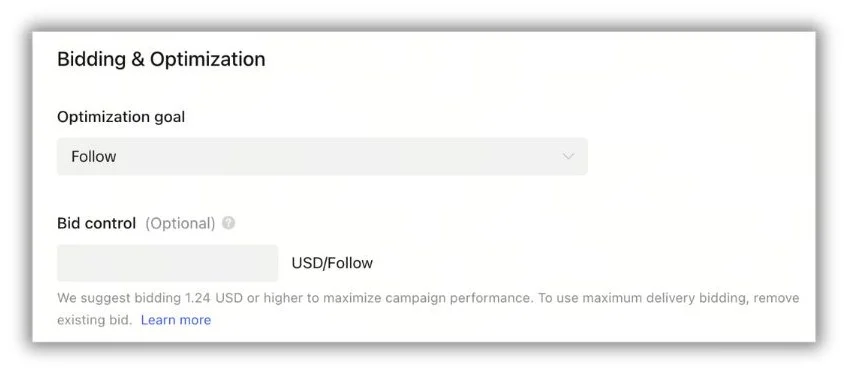 Bidding & Optimization
Optimization goal
Follow
Bid control (Optional) ?
USD/Follow
We suggest bidding 1.24 USD or higher to maximize campaign performance. To use maximum delivery bidding, remove
existing bid. Learn more